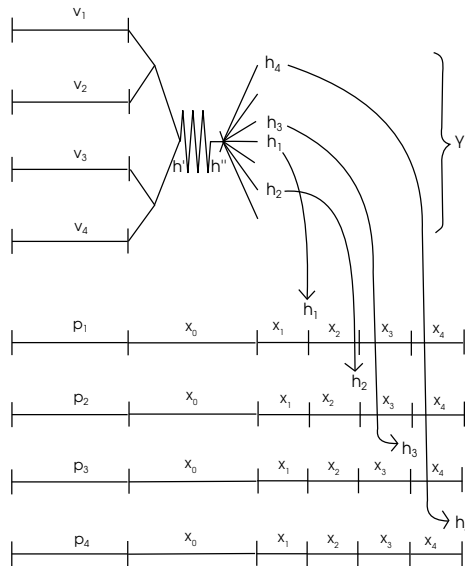 v₁
h₄
v₂
Y
h₃
h₁
v₃
h' h"
h₂
v₄
h₁
p₁ x₀ x₁ x₂ x₃ x₄
h₂
p₂ x₀ x₁ x₂ x₃ x₄
h₃
p₃ x₀ x₁ x₂ x₃ x₄
h
p₄ x₀ x₁ x₂ x₃ x₄